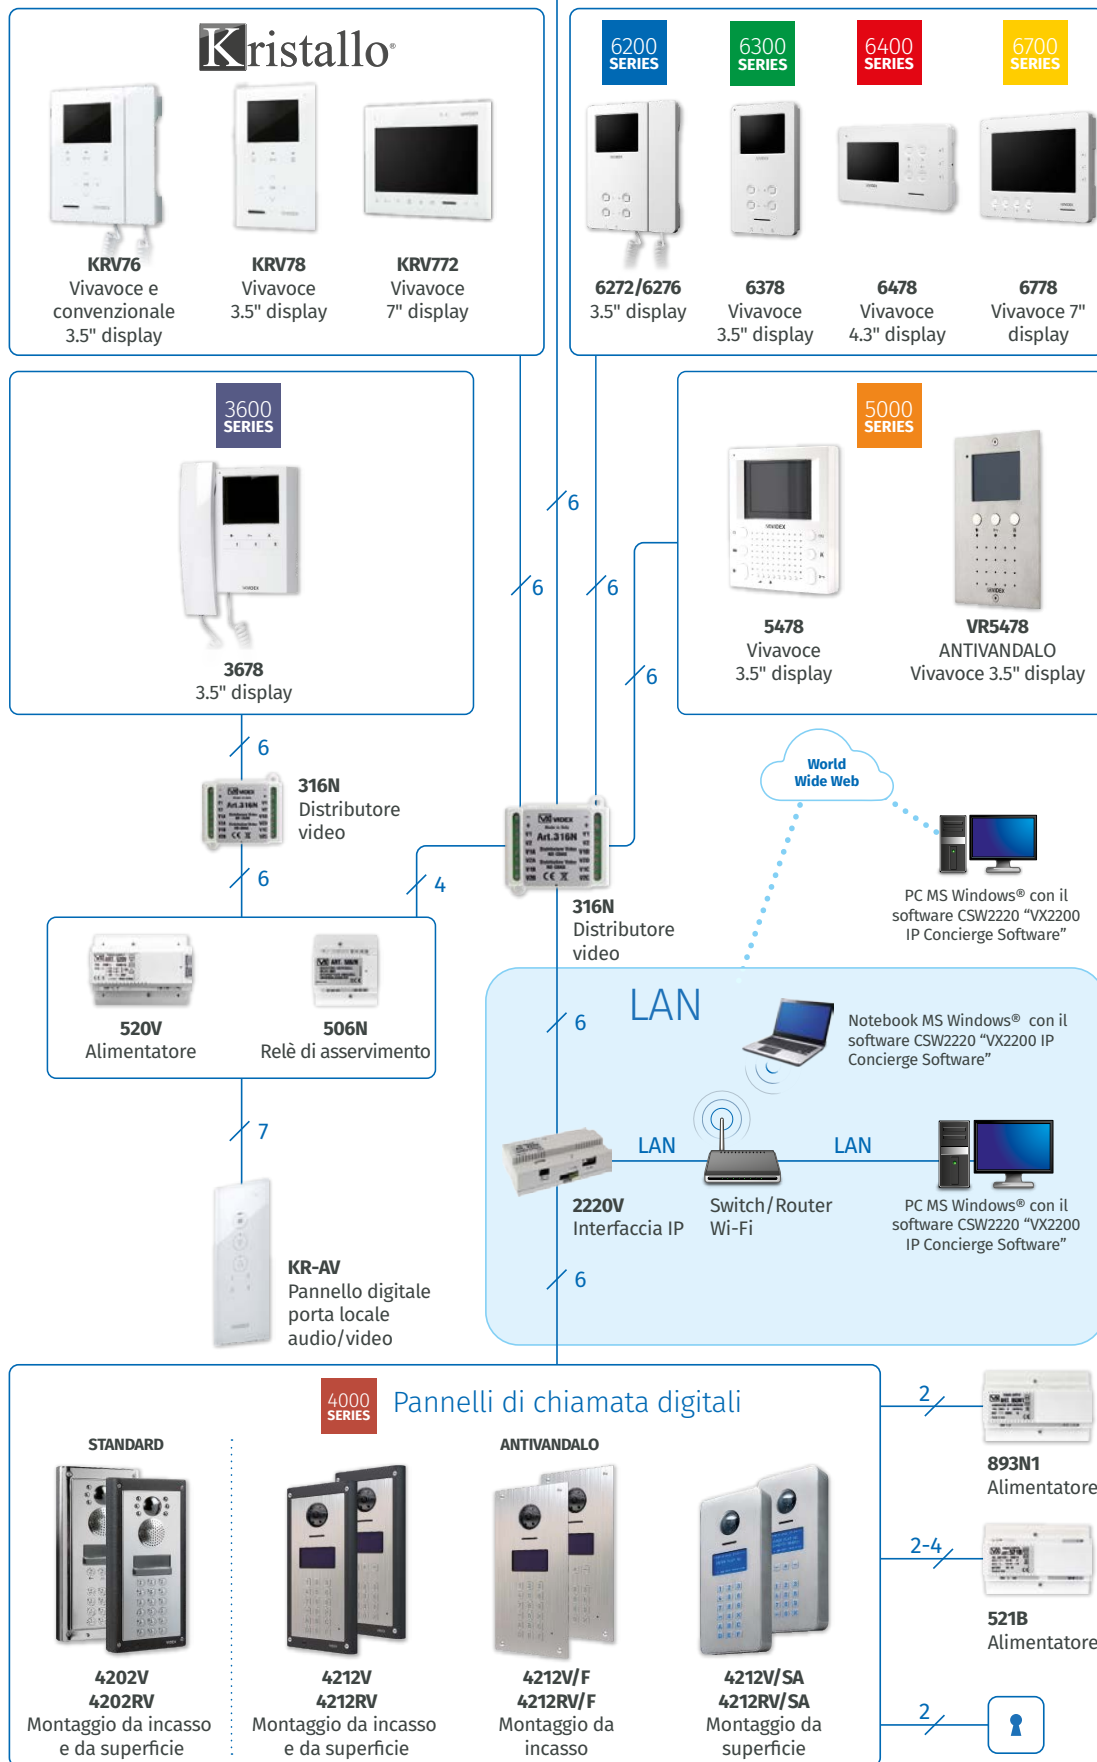 Kristallo®
KRV76
Vivavoce e
convenzionale
3.5" display
KRV78
Vivavoce
3.5" display
KRV772
Vivavoce
7" display
6200
SERIES
6300
SERIES
6400
SERIES
6700
SERIES
6272/6276
3.5" display
6378
Vivavoce
3.5" display
6478
Vivavoce
4.3" display
6778
Vivavoce 7"
display
3600
SERIES
3678
3.5" display
5000
SERIES
VIDEX
5478
Vivavoce
3.5" display
VR5478
ANTIVANDALO
Vivavoce 3.5" display
6
6
6
6
6
316N
Distributore
video
6
4
VIDEX
Art.316N
316N
Distributore
video
World
Wide Web
PC MS Windows® con il
software CSW2220 “VX2200
IP Concierge Software”
520V
Alimentatore
506N
Relè di asservimento
7
KR-AV
Pannello digitale
porta locale
audio/video
LAN
6
Notebook MS Windows® con il
software CSW2220 “VX2200 IP
Concierge Software”
LAN
LAN
2220V
Interfaccia IP
Switch/Router
Wi-Fi
PC MS Windows® con il
software CSW2220 “VX2200
IP Concierge Software”
6
4000
SERIES
Pannelli di chiamata digitali
STANDARD
ANTIVANDALO
4202V
4202RV
Montaggio da incasso
e da superficie
4212V
4212RV
Montaggio da incasso
e da superficie
4212V/F
4212RV/F
Montaggio da
incasso
4212V/SA
4212RV/SA
Montaggio da
superficie
2
893N1
Alimentatore
2-4
521B
Alimentatore
2